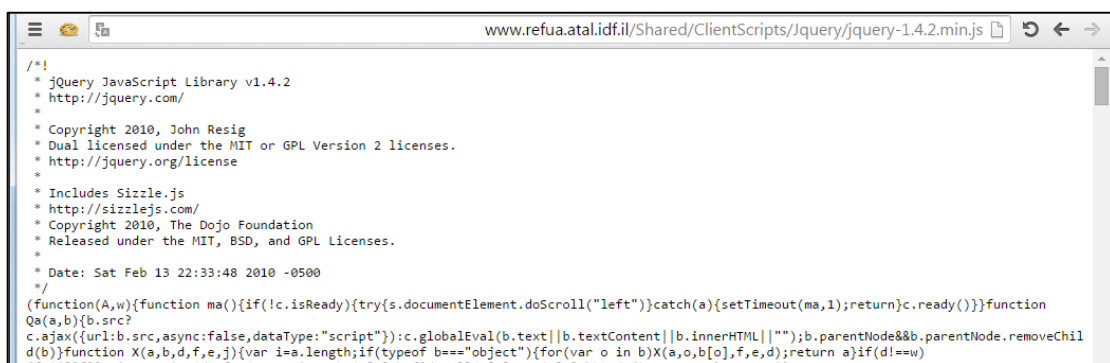 www.refua.atal.idf.il/Shared/ClientScripts/Jquery/jquery-1.4.2.min.js
/*!
 * jQuery JavaScript Library v1.4.2
 * http://jquery.com/
 *
 * Copyright 2010, John Resig
 * Dual licensed under the MIT or GPL Version 2 licenses.
 * http://jquery.org/license
 *
 * Includes Sizzle.js
 * http://sizzlejs.com/
 * Copyright 2010, The Dojo Foundation
 * Released under the MIT, BSD, and GPL Licenses.
 *
 * Date: Sat Feb 13 22:33:48 2010 -0500
 */
(function(A,w){function ma(){if(!c.isReady){try{s.documentElement.doScroll("left")}catch(a){setTimeout(ma,1);return}c.ready()}}function
Qa(a,b){b.src?
c.ajax({url:b.src,async:false,dataType:"script"}):c.globalEval(b.text||b.textContent||b.innerHTML||"");b.parentNode&&b.parentNode.removeChil
d(b)}function X(a,b,d,f,e,j){var i=a.length;if(typeof b==="object"){for(var o in b)X(a,o,b[o],f,e,d);return a}if(d!==w)